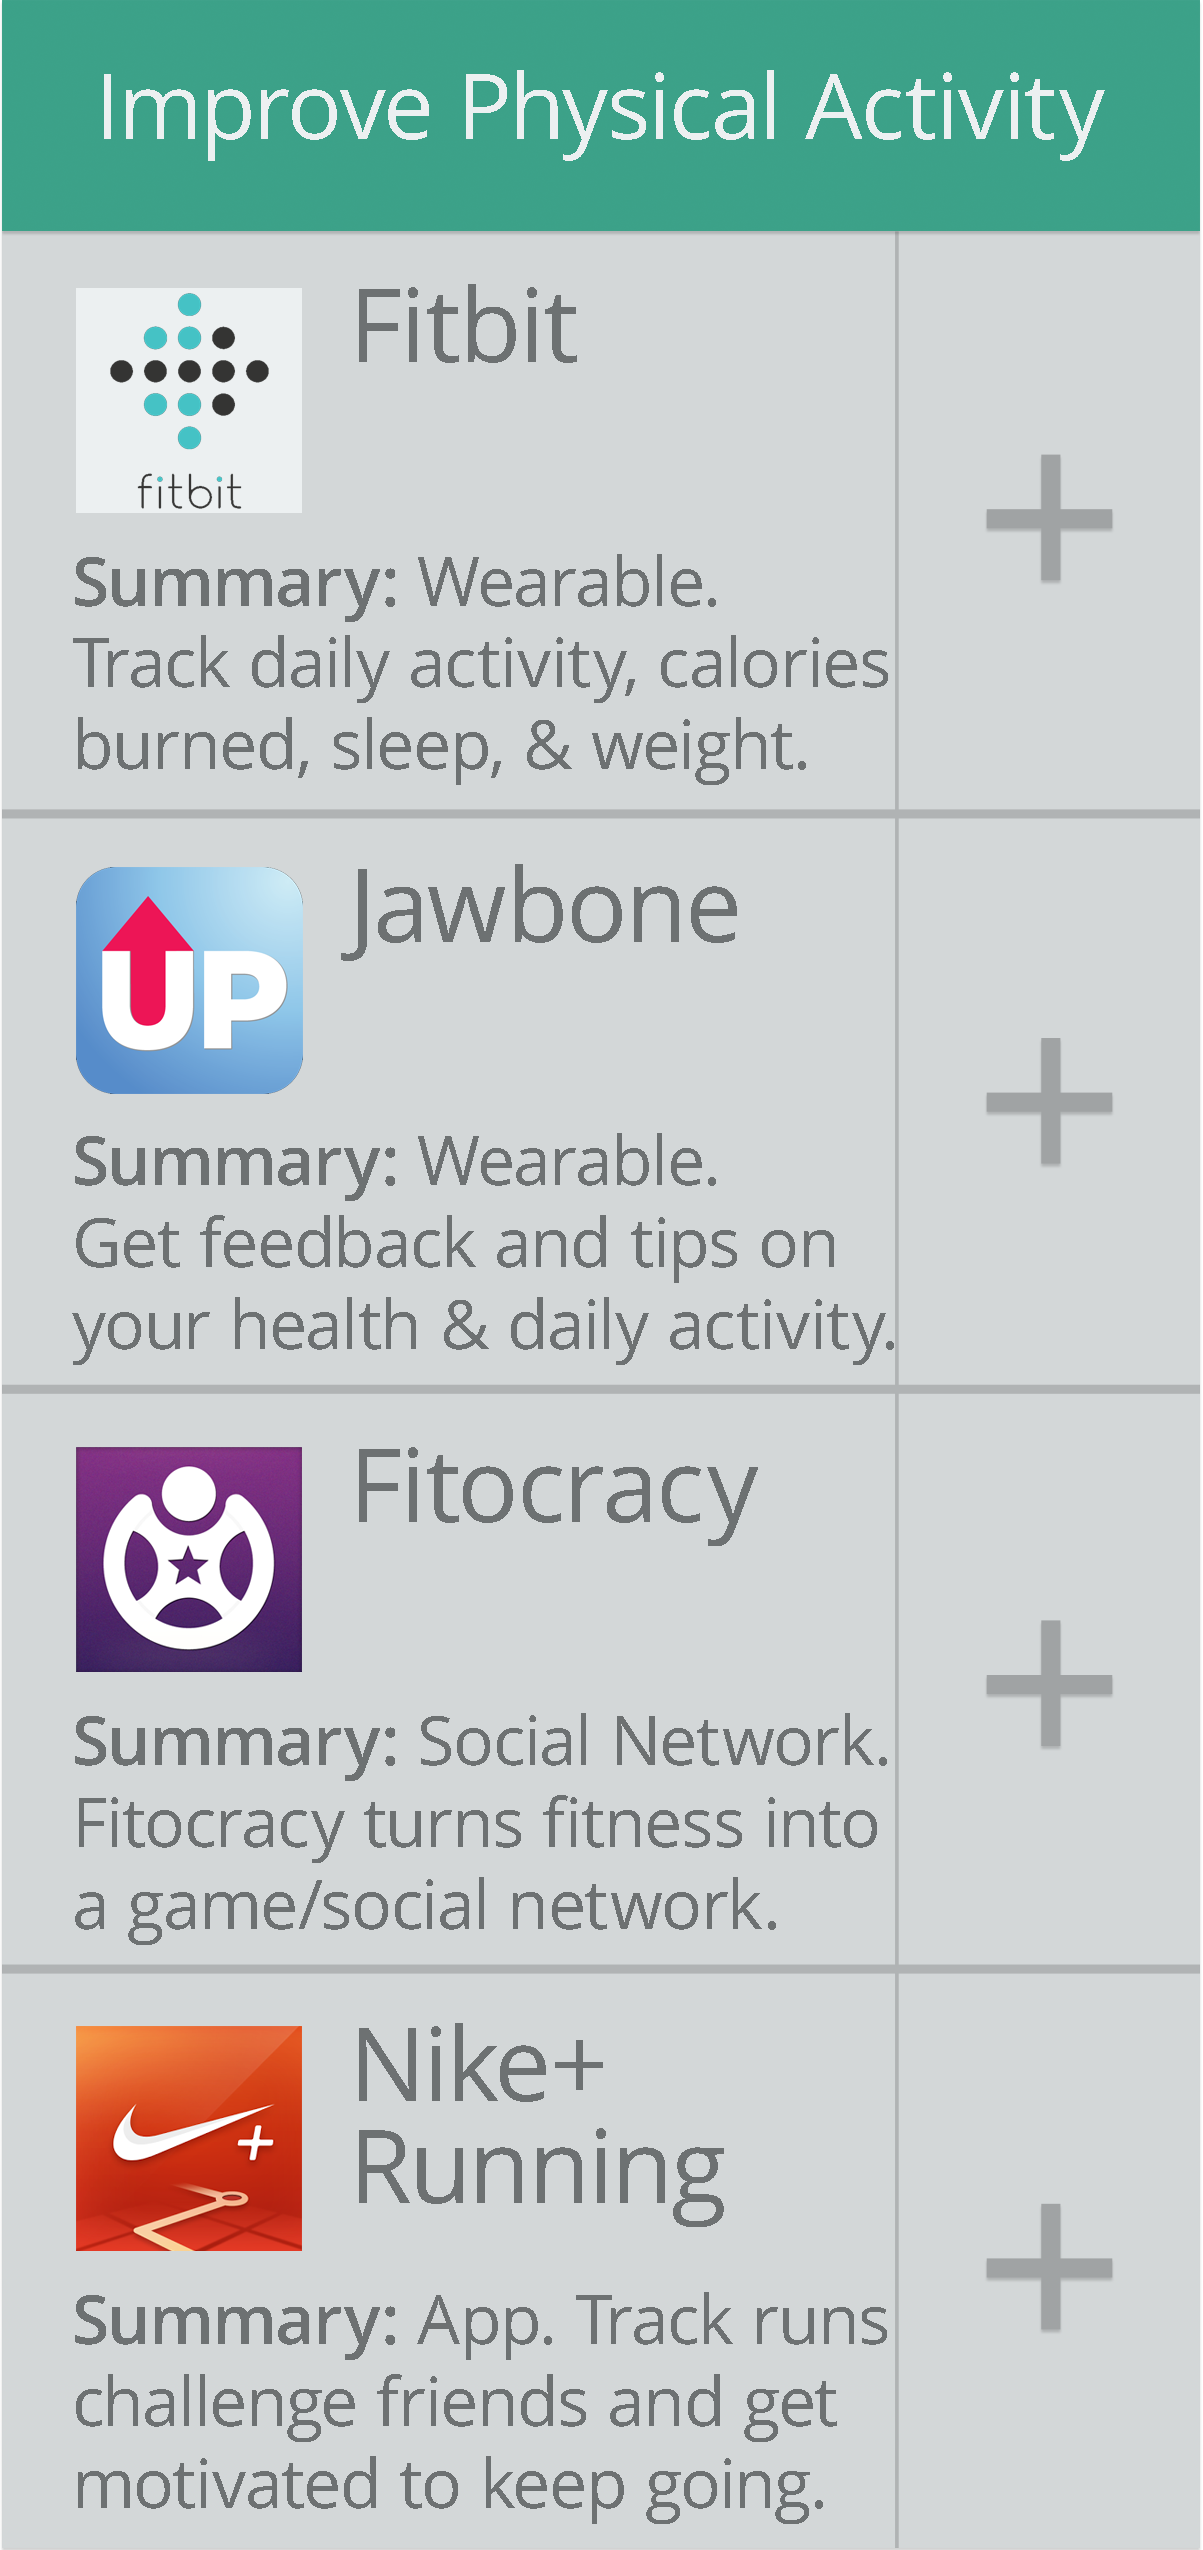 Improve Physical Activity
Fitbit
fitbit
Summary: Wearable.
Track daily activity, calories
burned, sleep, & weight.
+
Jawbone
UP
Summary: Wearable.
Get feedback and tips on
your health & daily activity.
+
Fitocracy
Summary: Social Network.
Fitocracy turns fitness into
a game/social network.
+
Nike+
Running
+
Summary: App. Track runs
challenge friends and get
motivated to keep going.
+